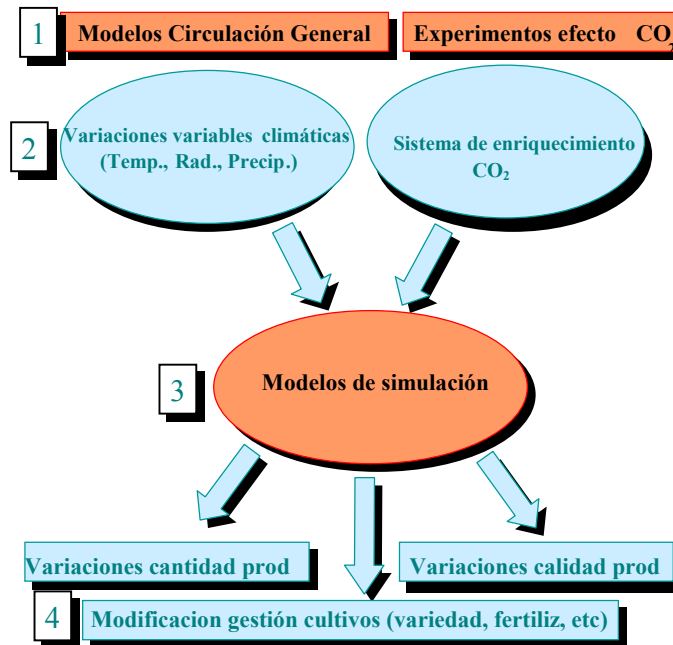 1
Modelos Circulación General
Experimentos efecto CO₂
2
Variaciones variables climáticas
(Temp., Rad., Precip.)
Sistema de enriquecimiento
CO₂
3
Modelos de simulación
Variaciones cantidad prod
Variaciones calidad prod
4
Modificacion gestión cultivos (variedad, fertiliz, etc)